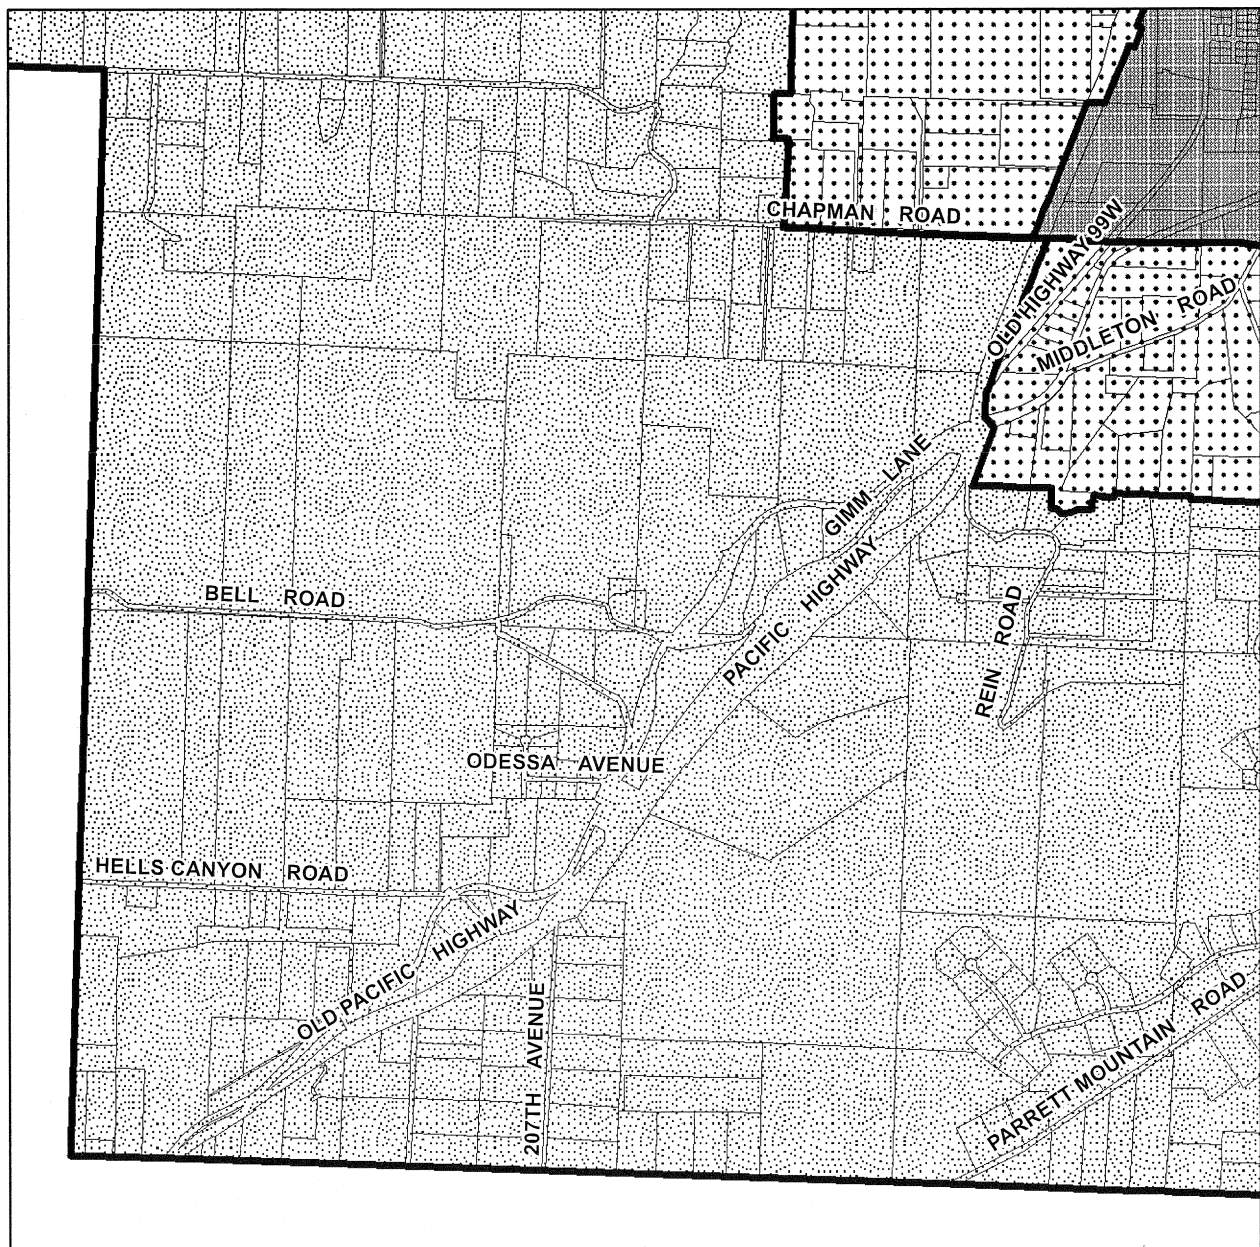 CHAPMAN ROAD
OLD HIGHWAY 99W
MIDDLETON ROAD
GIMM LANE
PACIFIC HIGHWAY
BELL ROAD
REIN ROAD
ODESSA AVENUE
HELLS CANYON ROAD
OLD PACIFIC HIGHWAY
207TH AVENUE
PARRETT MOUNTAIN ROAD